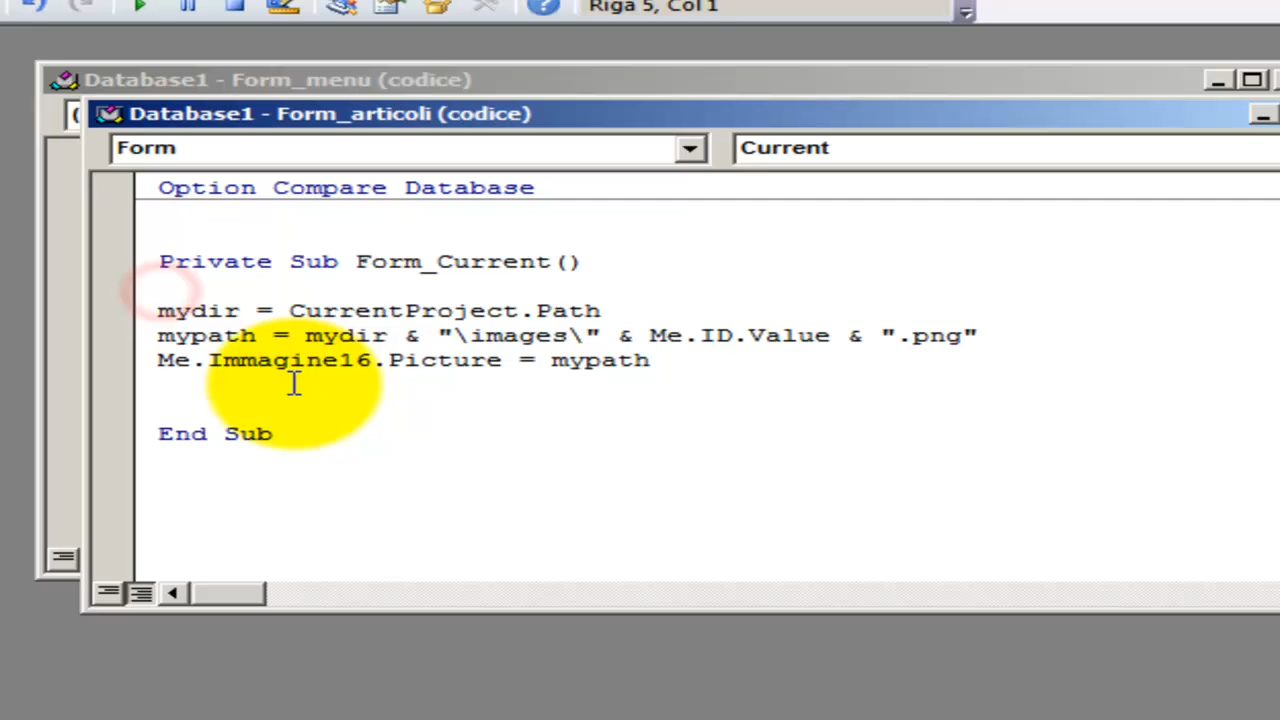 Riga 5, Col 1
Database1 - Form_menu (codice)
(
Database1 - Form_articoli (codice)
Form
Current
Option Compare Database
Private Sub Form_Current()
mydir = CurrentProject.Path
mypath = mydir & "\images\" & Me.ID.Value & ".png"
Me.Immagine16.Picture = mypath
End Sub